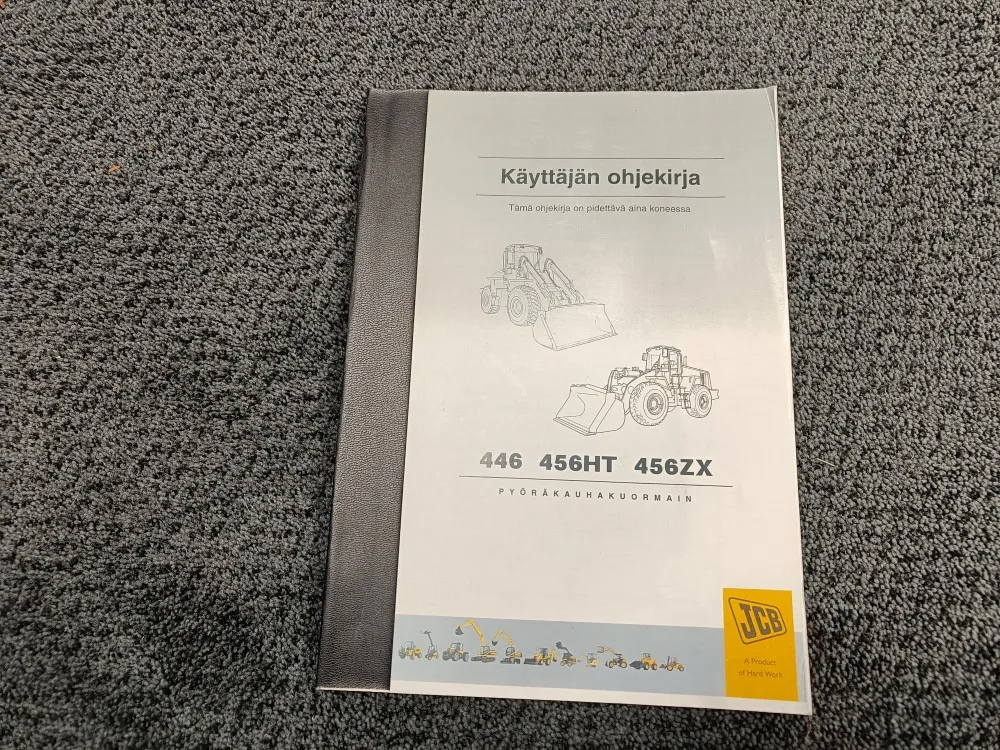 Käyttäjän ohjekirja
Tämä ohjekirja on pidettävä aina koneessa
446 456HT 456ZX
PYÖRÄKAUHAKUORMAIN
JCB
A Product
of Hard Work